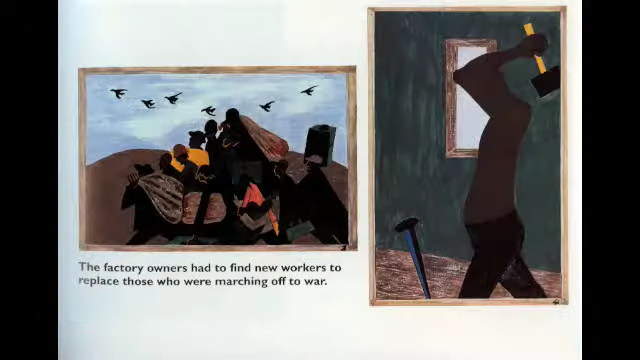 The factory owners had to find new workers to
replace those who were marching off to war.